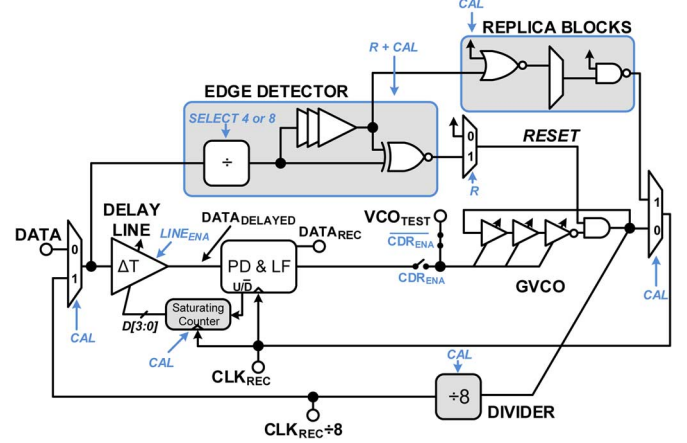 CAL
REPLICA BLOCKS
R + CAL
EDGE DETECTOR
SELECT 4 or 8
÷
0
1
R
RESET
1
0
CAL
DATA
0
1
CAL
DELAY
LINE
LINE_ENA
ΔT
DATA_DELAYED
PD & LF
U/D̅
DATA_REC
VCO_TEST
C̅D̅R̅_E̅N̅A̅
CDR_ENA
GVCO
D[3:0]
Saturating
Counter
CAL
CLK_REC
CAL
÷8
DIVIDER
CLK_REC÷8